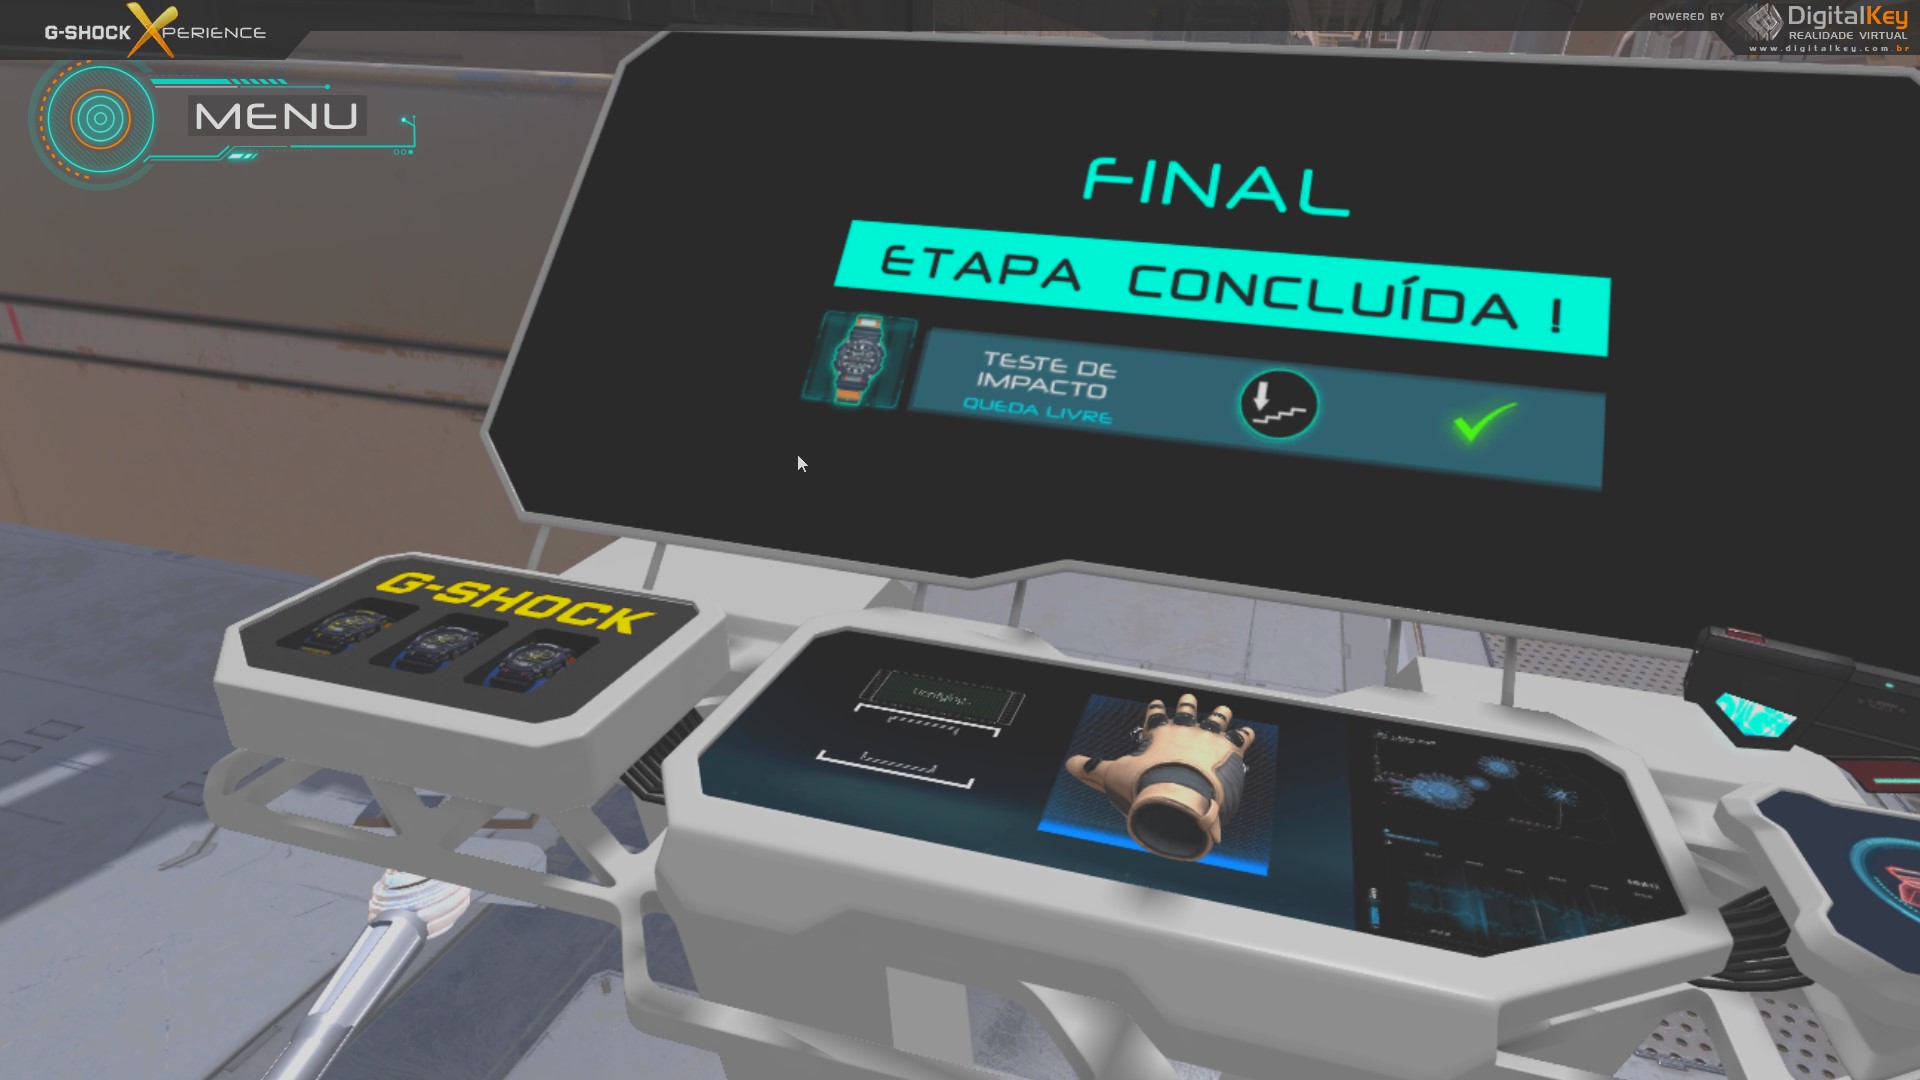 G-SHOCK XPERIENCE
POWERED BY
DigitalKey
REALIDADE VIRTUAL
www.digitalkey.com.br
MENU
FINAL
ETAPA CONCLUÍDA !
TESTE DE
IMPACTO
QUEDA LIVRE
G-SHOCK